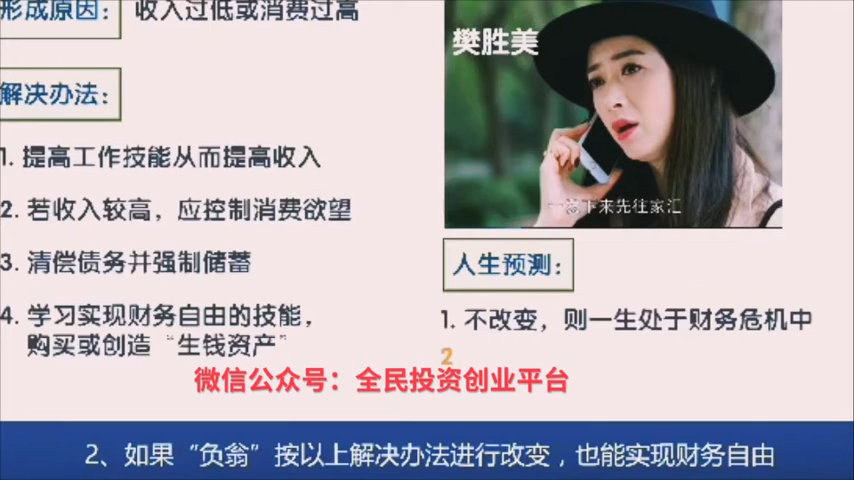 形成原因： 收入过低或消费过高
樊胜美
解决办法：
1. 提高工作技能从而提高收入
2. 若收入较高，应控制消费欲望
3. 清偿债务并强制储蓄
4. 学习实现财务自由的技能，
购买或创造“生钱资产”
下来先往家汇
人生预测：
1. 不改变，则一生处于财务危机中
2
微信公众号：全民投资创业平台
2、如果“负翁”按以上解决办法进行改变，也能实现财务自由